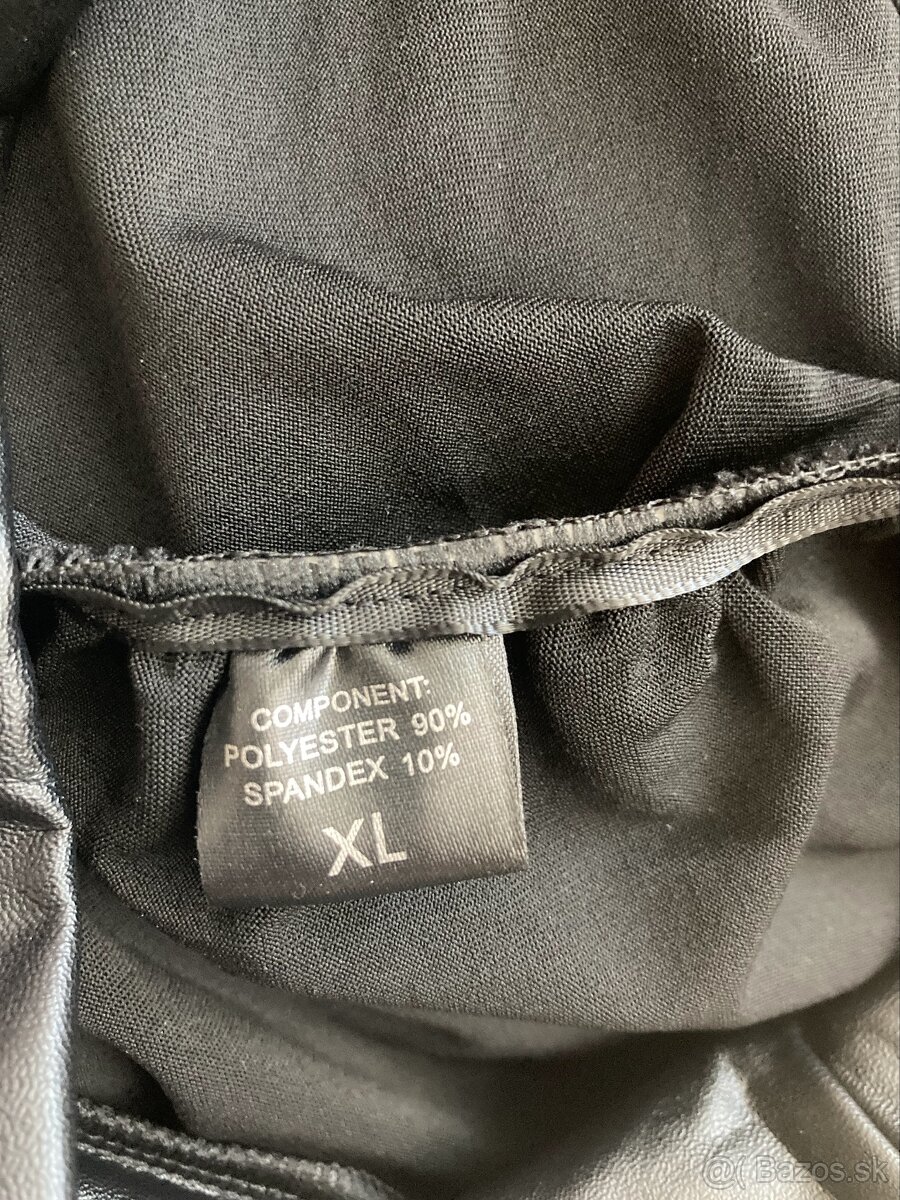 COMPONENT:
POLYESTER 90%
SPANDEX 10%
XL
Bazos.sk